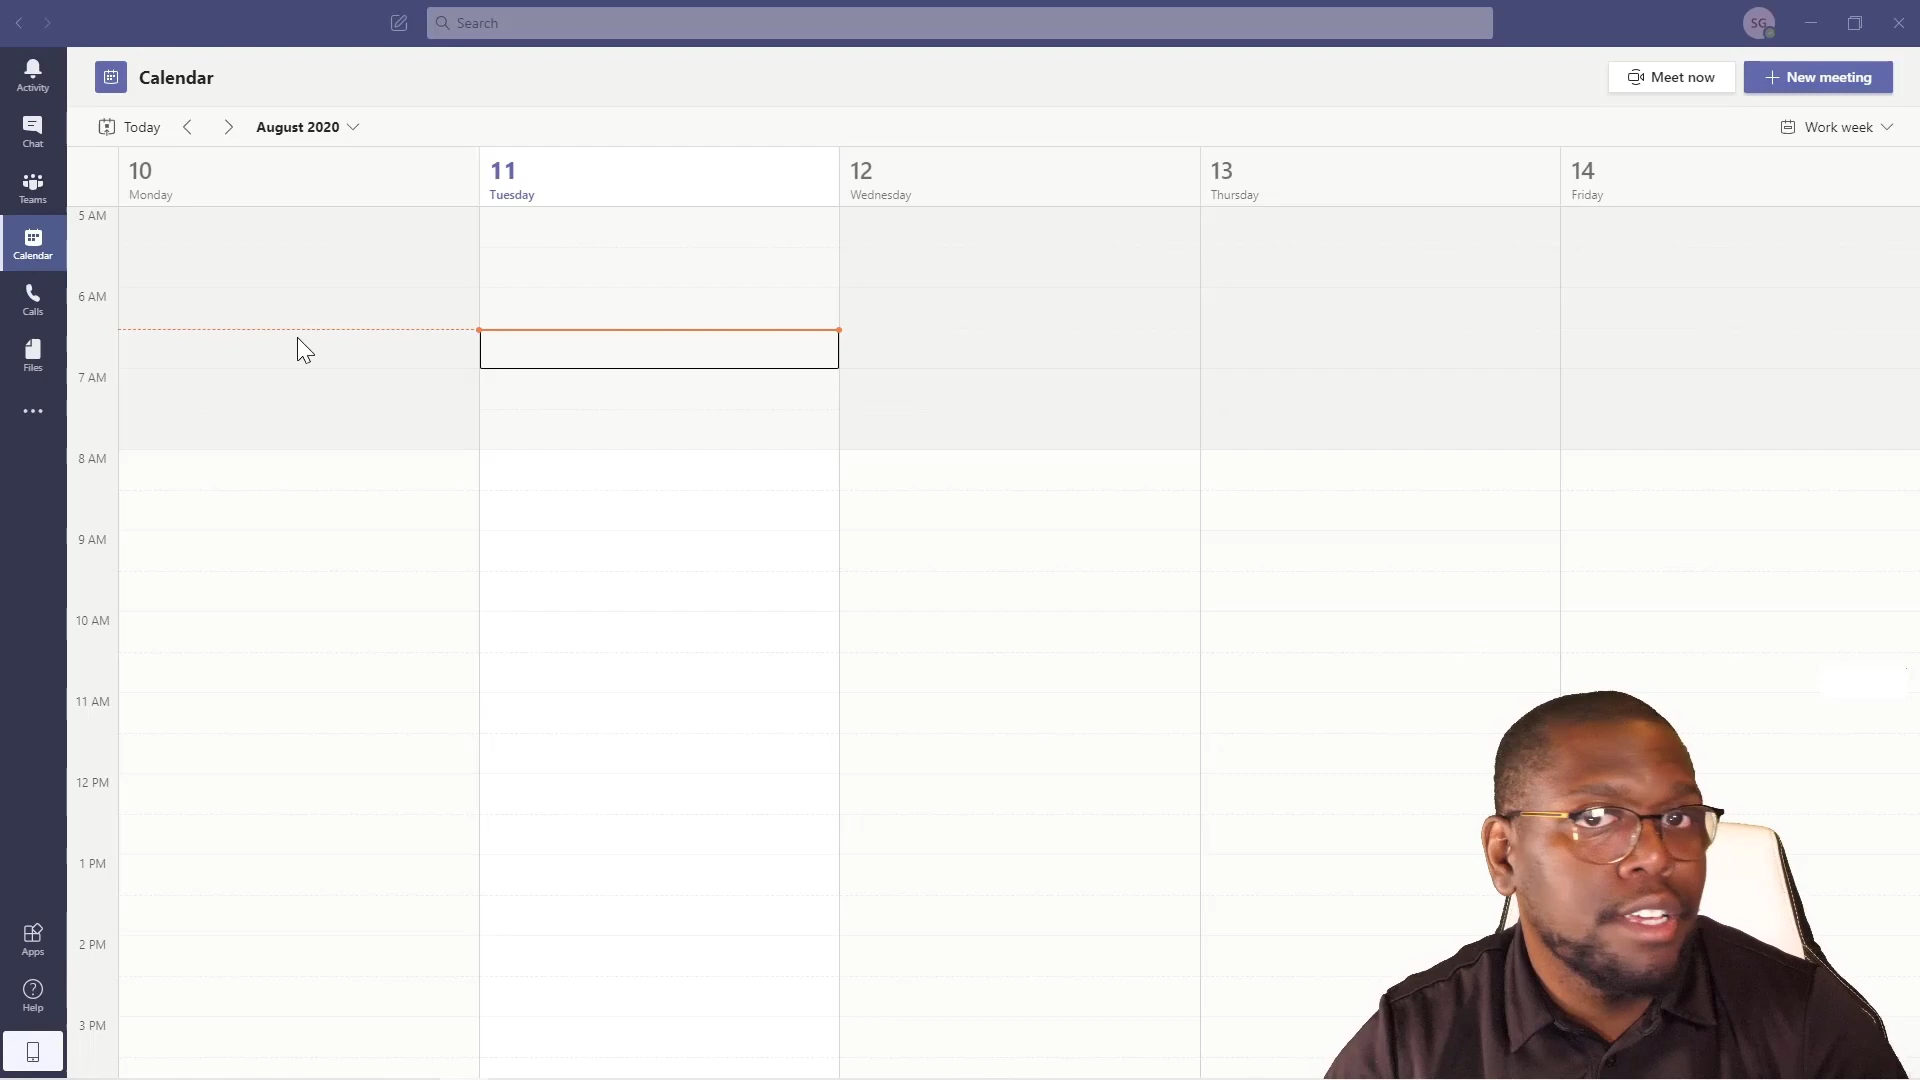 Search
SG
Activity
Chat
Teams
Calendar
Calls
Files
Apps
Help
Calendar
Meet now
New meeting
Today
August 2020
Work week
10
Monday
11
Tuesday
12
Wednesday
13
Thursday
14
Friday
5 AM
6 AM
7 AM
8 AM
9 AM
10 AM
11 AM
12 PM
1 PM
2 PM
3 PM